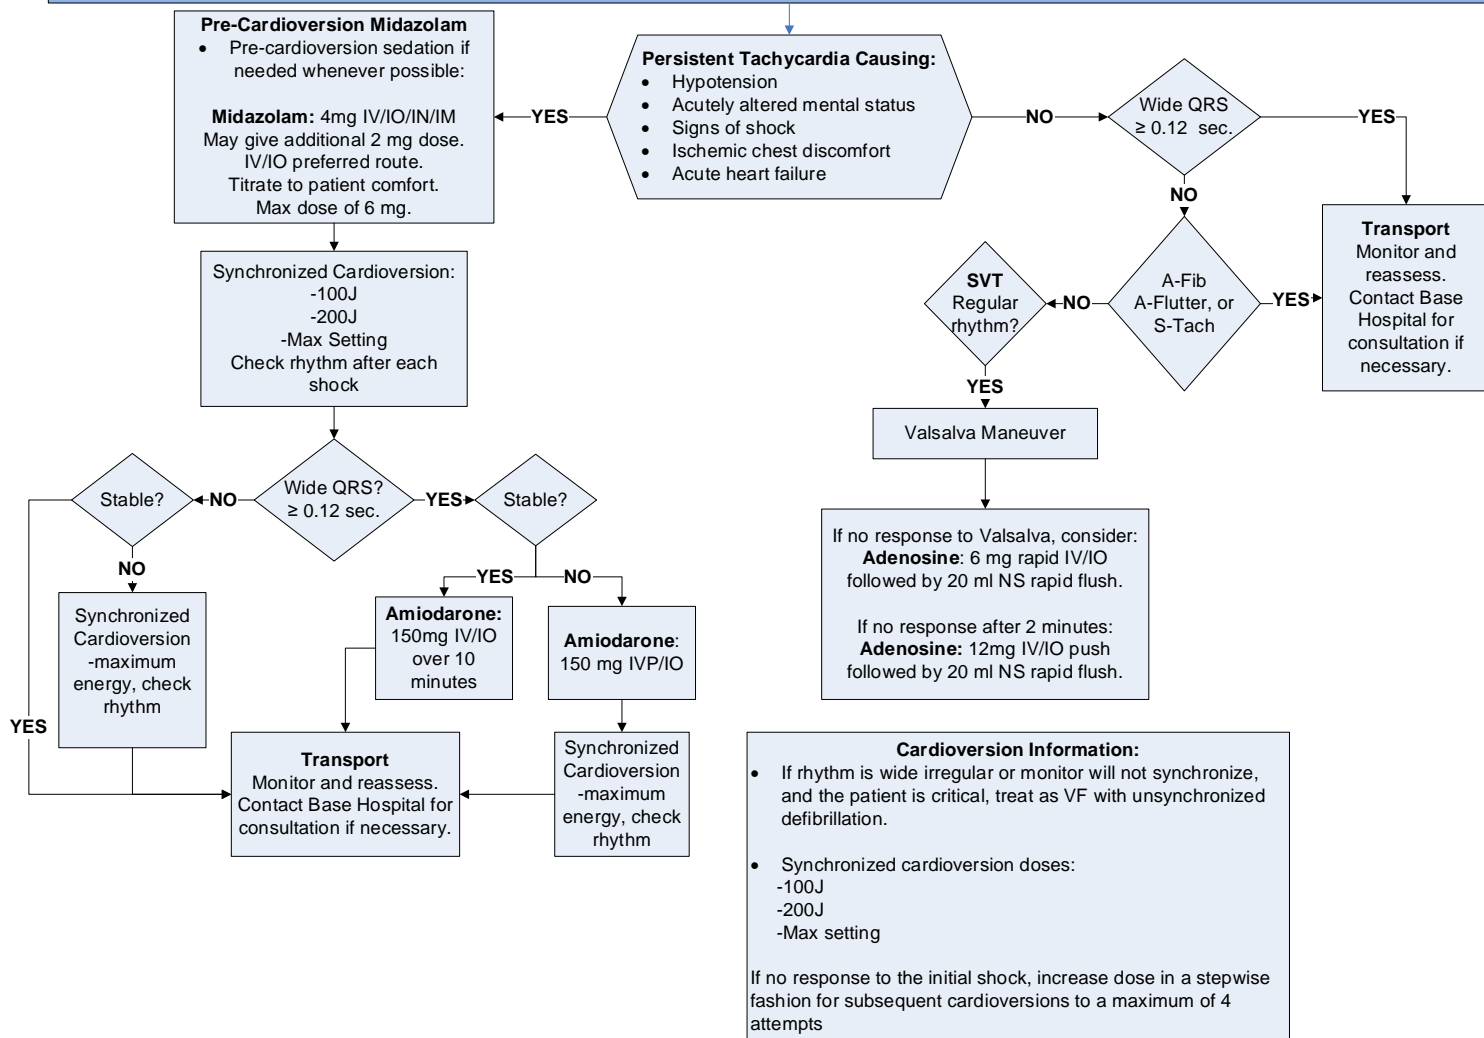 Pre-Cardioversion Midazolam
• Pre-cardioversion sedation if
needed whenever possible:
Midazolam: 4mg IV/IO/IN/IM
May give additional 2 mg dose.
IV/IO preferred route.
Titrate to patient comfort.
Max dose of 6 mg.
YES
Persistent Tachycardia Causing:
• Hypotension
• Acutely altered mental status
• Signs of shock
• Ischemic chest discomfort
• Acute heart failure
NO
Wide QRS
≥ 0.12 sec.
YES
NO
Transport
Monitor and
reassess.
Contact Base
Hospital for
consultation if
necessary.
A-Fib
A-Flutter, or
S-Tach
YES
NO
SVT
Regular
rhythm?
YES
Valsalva Maneuver
If no response to Valsalva, consider:
Adenosine: 6 mg rapid IV/IO
followed by 20 ml NS rapid flush.
If no response after 2 minutes:
Adenosine: 12mg IV/IO push
followed by 20 ml NS rapid flush.
Synchronized Cardioversion:
-100J
-200J
-Max Setting
Check rhythm after each
shock
Wide QRS?
≥ 0.12 sec.
NO
Stable?
YES
Stable?
NO
YES
Synchronized
Cardioversion
-maximum
energy, check
rhythm
YES
NO
Amiodarone:
150mg IV/IO
over 10
minutes
Amiodarone:
150 mg IVP/IO
Synchronized
Cardioversion
-maximum
energy, check
rhythm
Transport
Monitor and reassess.
Contact Base Hospital for
consultation if necessary.
Cardioversion Information:
• If rhythm is wide irregular or monitor will not synchronize,
and the patient is critical, treat as VF with unsynchronized
defibrillation.
• Synchronized cardioversion doses:
-100J
-200J
-Max setting
If no response to the initial shock, increase dose in a stepwise
fashion for subsequent cardioversions to a maximum of 4
attempts